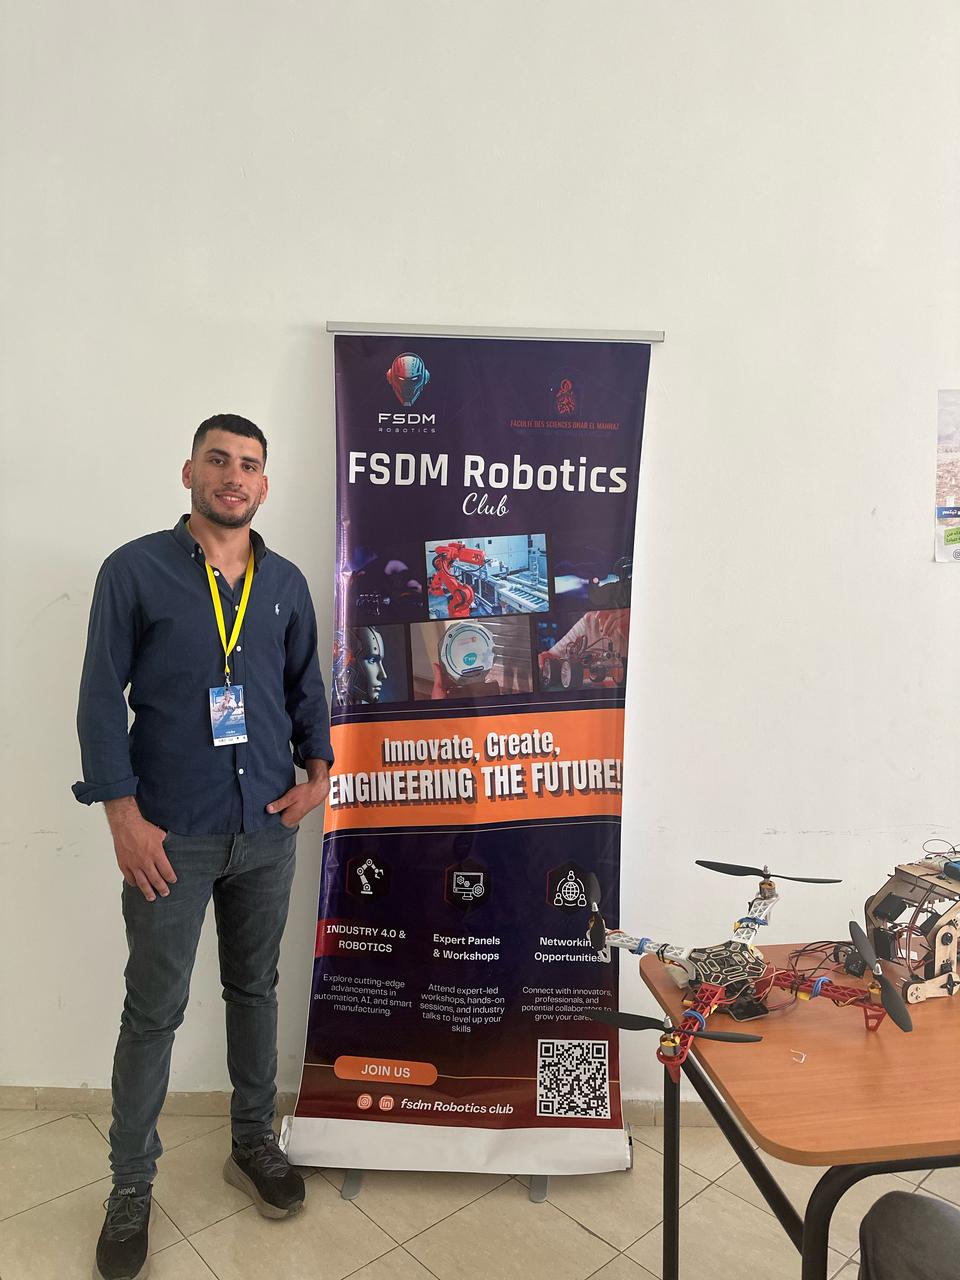 FSDM
ROBOTICS
FACULTÉ DES SCIENCES DHAR EL MAHRAZ
FSDM Robotics
Club
Innovate, Create,
ENGINEERING THE FUTURE!
INDUSTRY 4.0 &
ROBOTICS
Explore cutting-edge
advancements in
automation, AI, and smart
manufacturing.
Expert Panels
& Workshops
Attend expert-led
workshops, hands-on
sessions, and industry
talks to level up your
skills
Networking
Opportunities
Connect with innovators,
professionals, and
potential collaborators to
grow your
JOIN US
fsdm Robotics club
HOKA